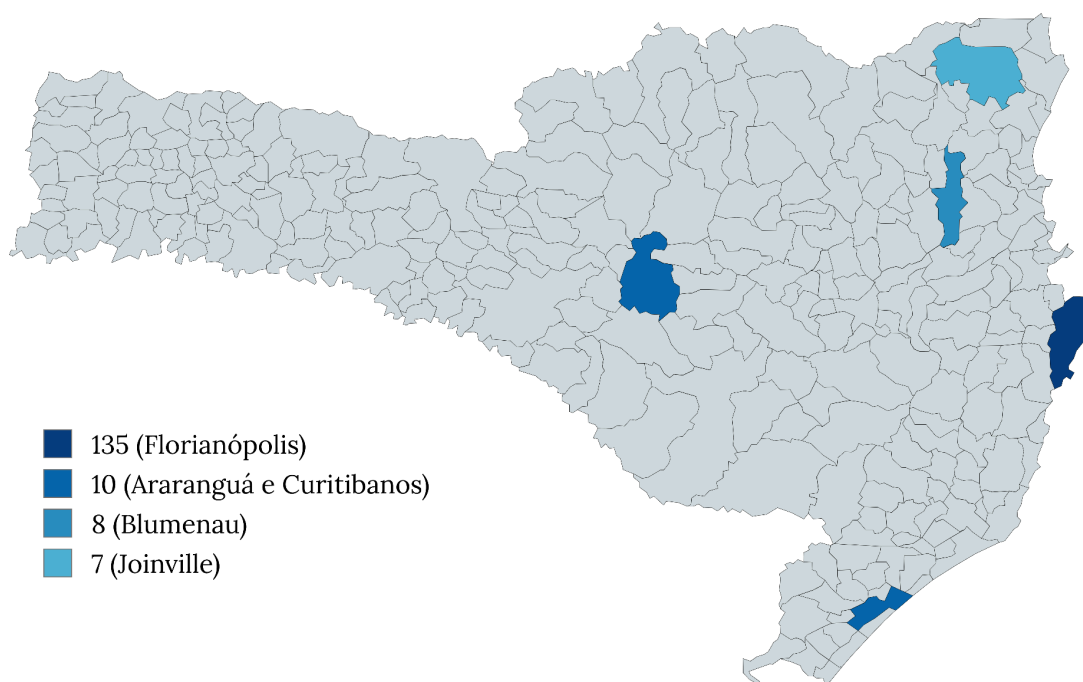 135 (Florianópolis)
10 (Araranguá e Curitibanos)
8 (Blumenau)
7 (Joinville)